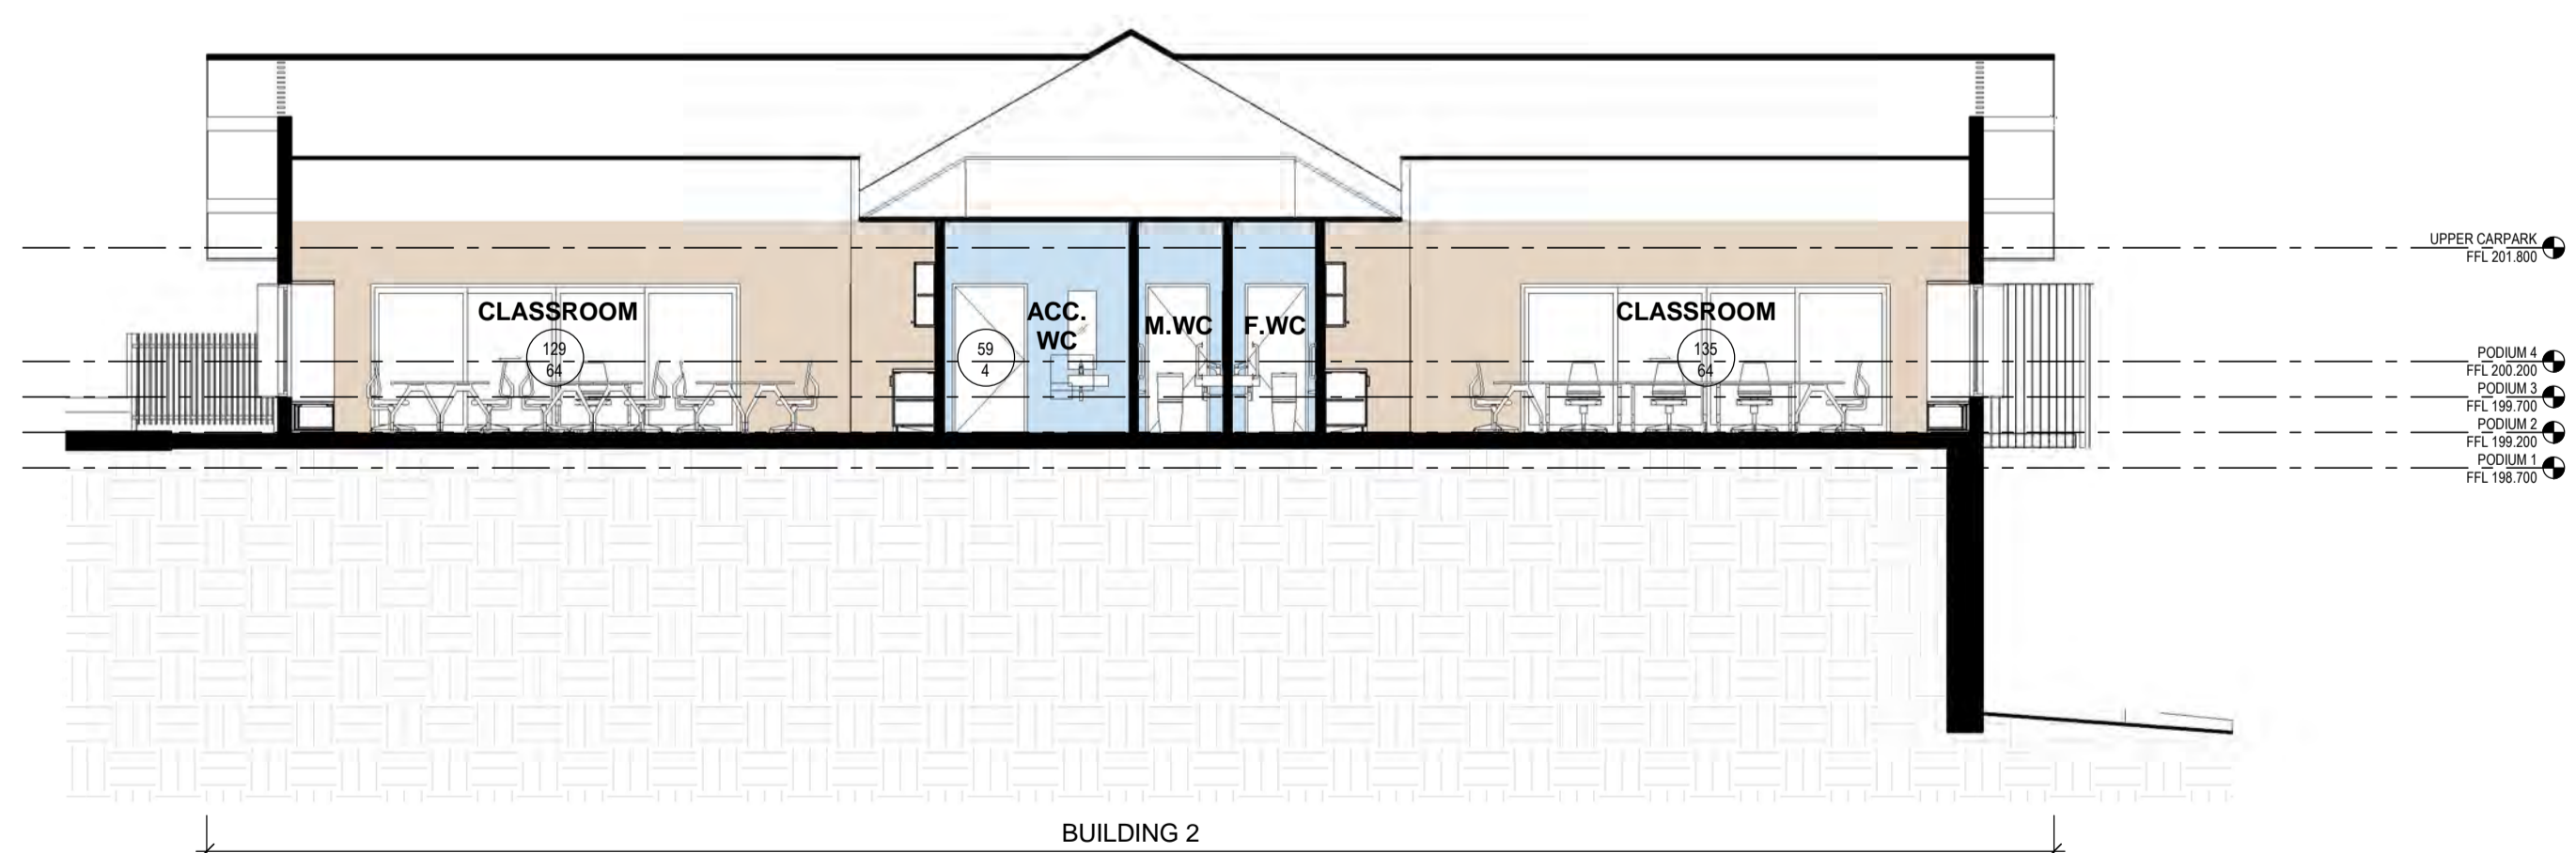 UPPER CARPARK
FFL 201.800
CLASSROOM
129
64
59
4
ACC.
WC
M.WC
F.WC
CLASSROOM
135
64
PODIUM 4
FFL 200.200
PODIUM 3
FFL 199.700
PODIUM 2
FFL 199.200
PODIUM 1
FFL 198.700
BUILDING 2